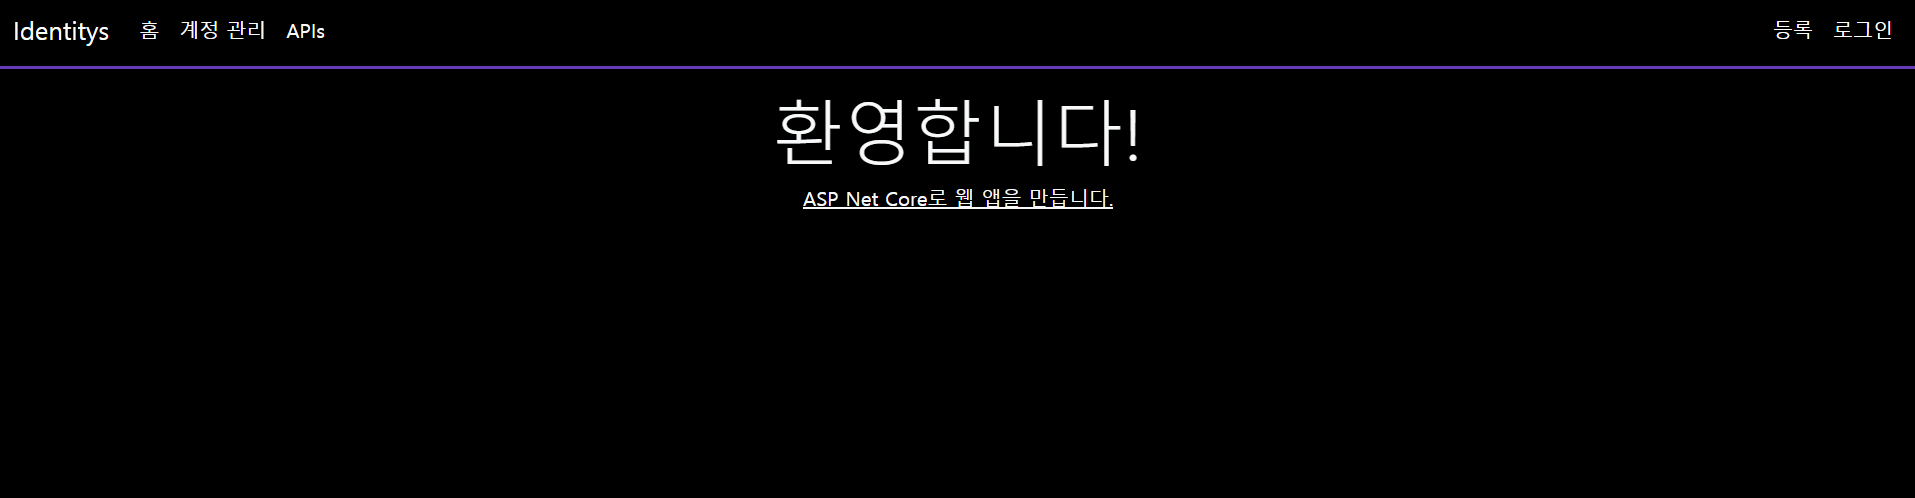 Identitys 홈 계정 관리 APIs 등록 로그인
환영합니다!
ASP Net Core로 웹 앱을 만듭니다.